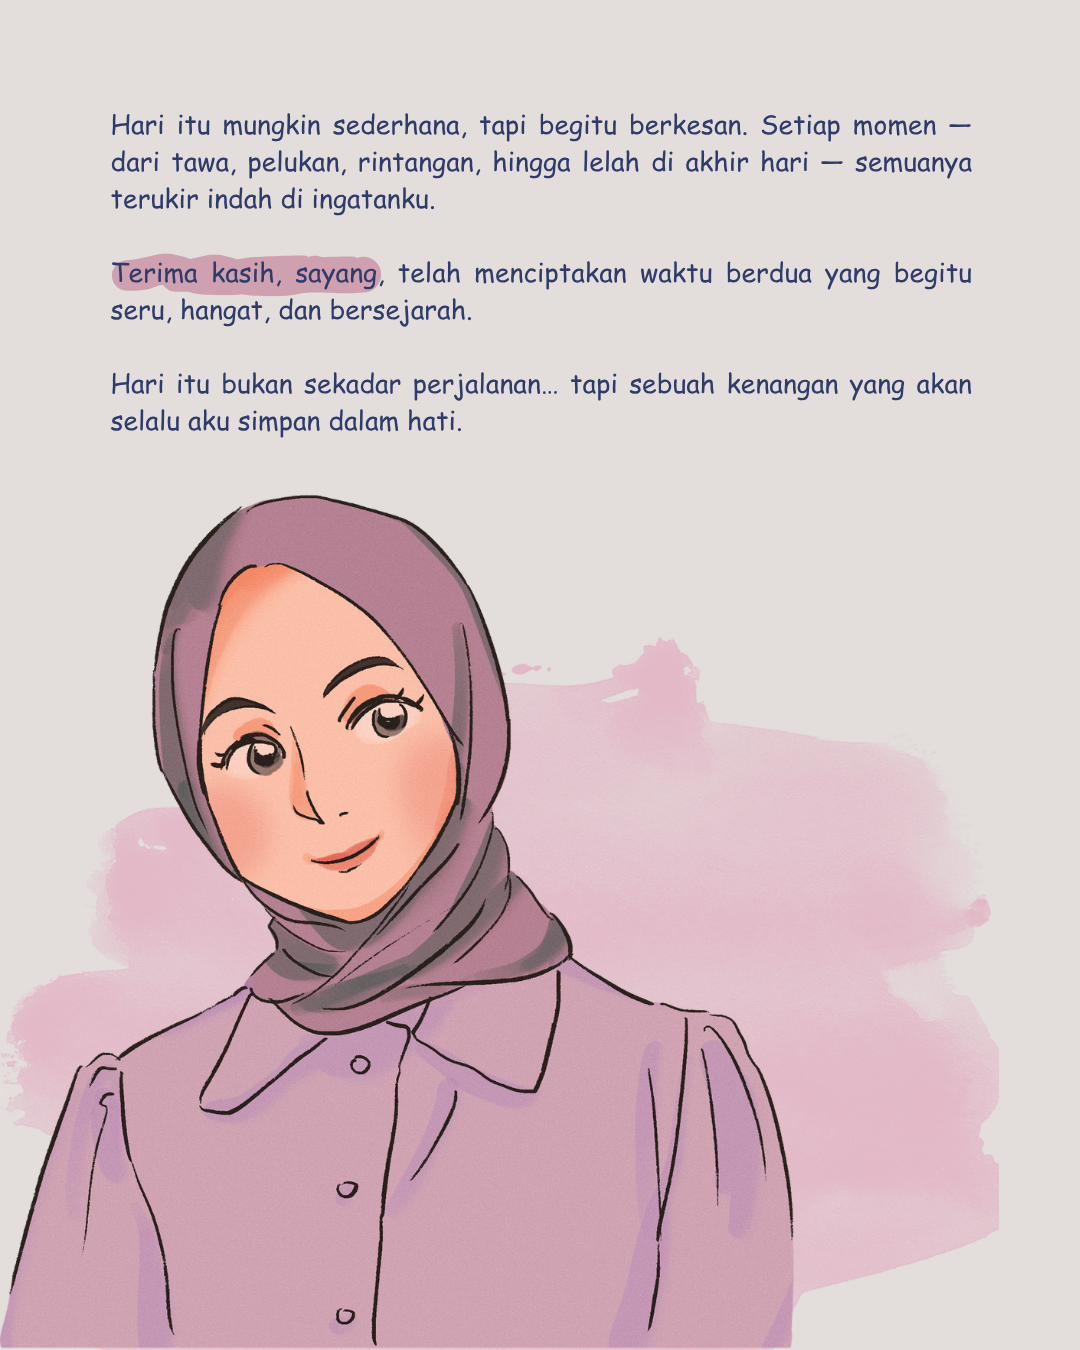 Hari itu mungkin sederhana, tapi begitu berkesan. Setiap momen —
dari tawa, pelukan, rintangan, hingga lelah di akhir hari — semuanya
terukir indah di ingatanku.
Terima kasih, sayang, telah menciptakan waktu berdua yang begitu
seru, hangat, dan bersejarah.
Hari itu bukan sekadar perjalanan... tapi sebuah kenangan yang akan
selalu aku simpan dalam hati.